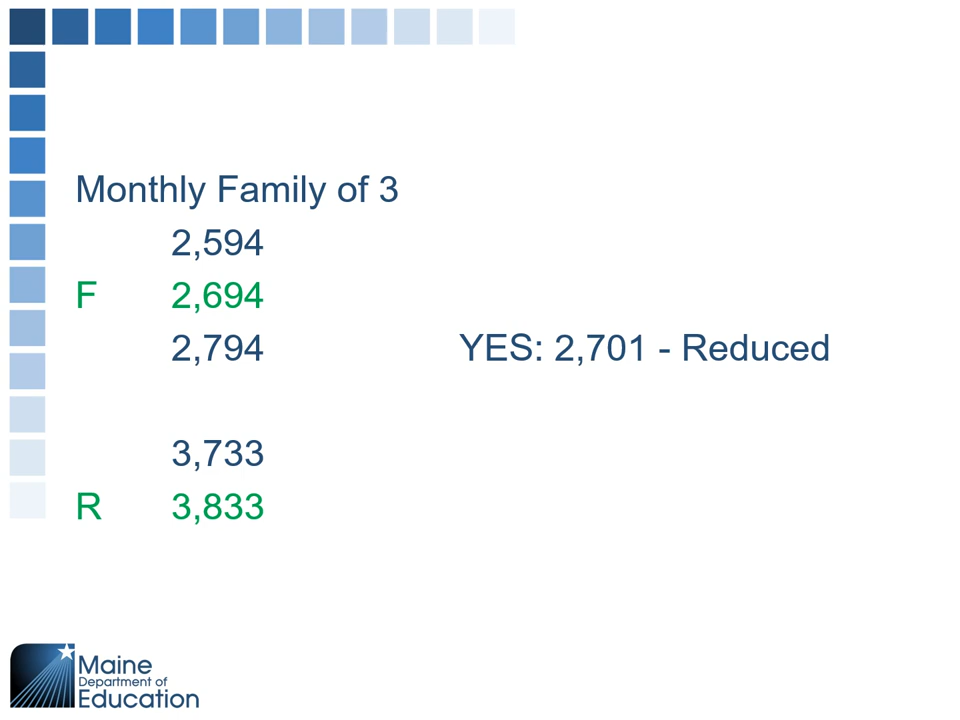 Monthly Family of 3
2,594
F 2,694
2,794 YES: 2,701 - Reduced
3,733
R 3,833
Maine
Department of
Education